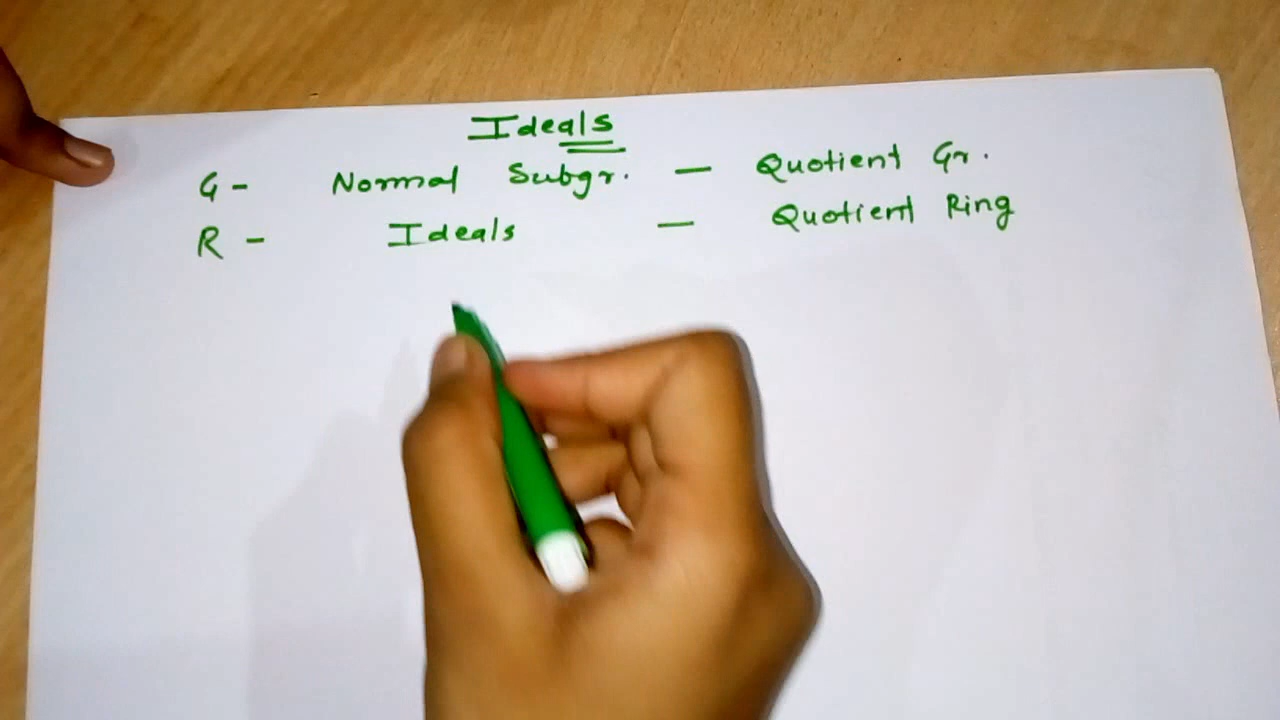 Ideals
G - Normal Subgr. - Quotient Gr.
R - Ideals - Quotient Ring